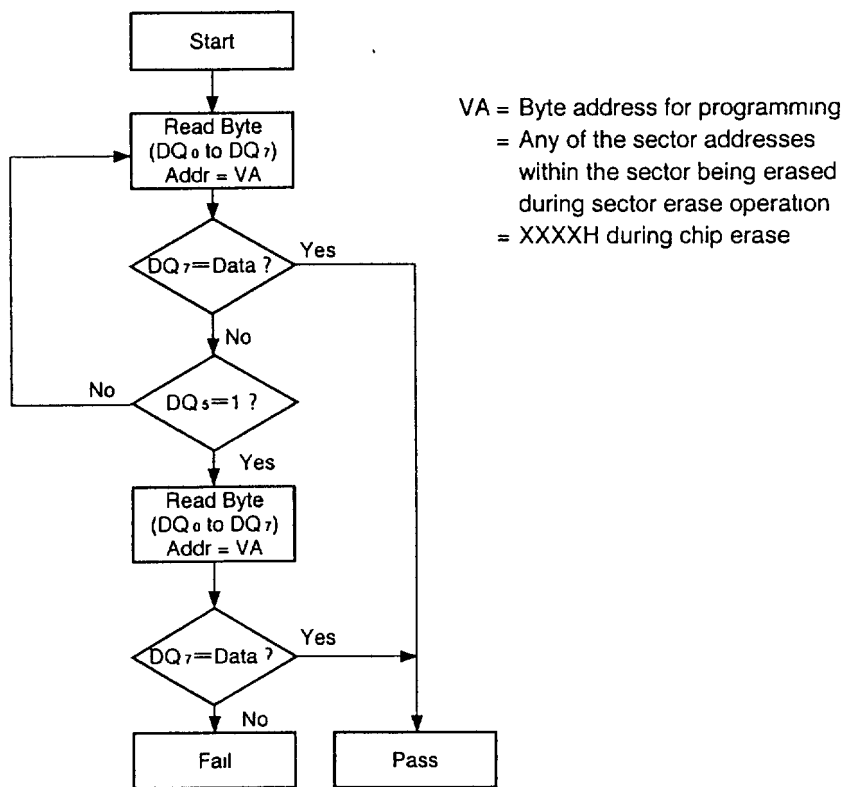 Start
Read Byte
(DQ0 to DQ7)
Addr = VA
DQ7=Data ?
Yes
No
DQ5=1 ?
No
Yes
Read Byte
(DQ0 to DQ7)
Addr = VA
DQ7=Data ?
Yes
No
Fail
Pass
VA = Byte address for programming
= Any of the sector addresses
within the sector being erased
during sector erase operation
= XXXXH during chip erase